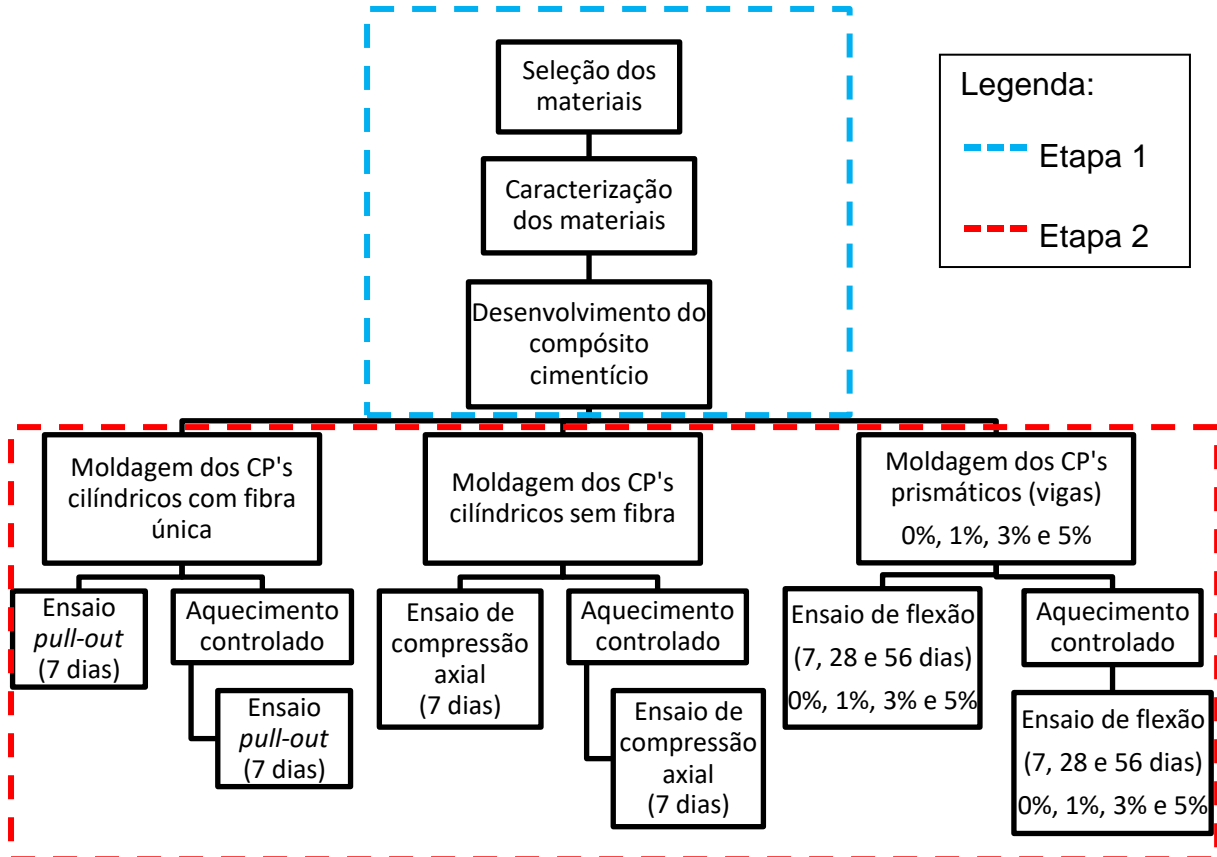 Seleção dos
materiais
Legenda:
Etapa 1
Etapa 2
Caracterização
dos materiais
Desenvolvimento do
compósito
cimentício
Moldagem dos CP's
cilíndricos com fibra
única
Moldagem dos CP's
cilíndricos sem fibra
Moldagem dos CP's
prismáticos (vigas)
0%, 1%, 3% e 5%
Ensaio
pull-out
(7 dias)
Aquecimento
controlado
Ensaio
pull-out
(7 dias)
Ensaio de
compressão
axial
(7 dias)
Aquecimento
controlado
Ensaio de
compressão
axial
(7 dias)
Ensaio de flexão
(7, 28 e 56 dias)
0%, 1%, 3% e 5%
Aquecimento
controlado
Ensaio de flexão
(7, 28 e 56 dias)
0%, 1%, 3% e 5%